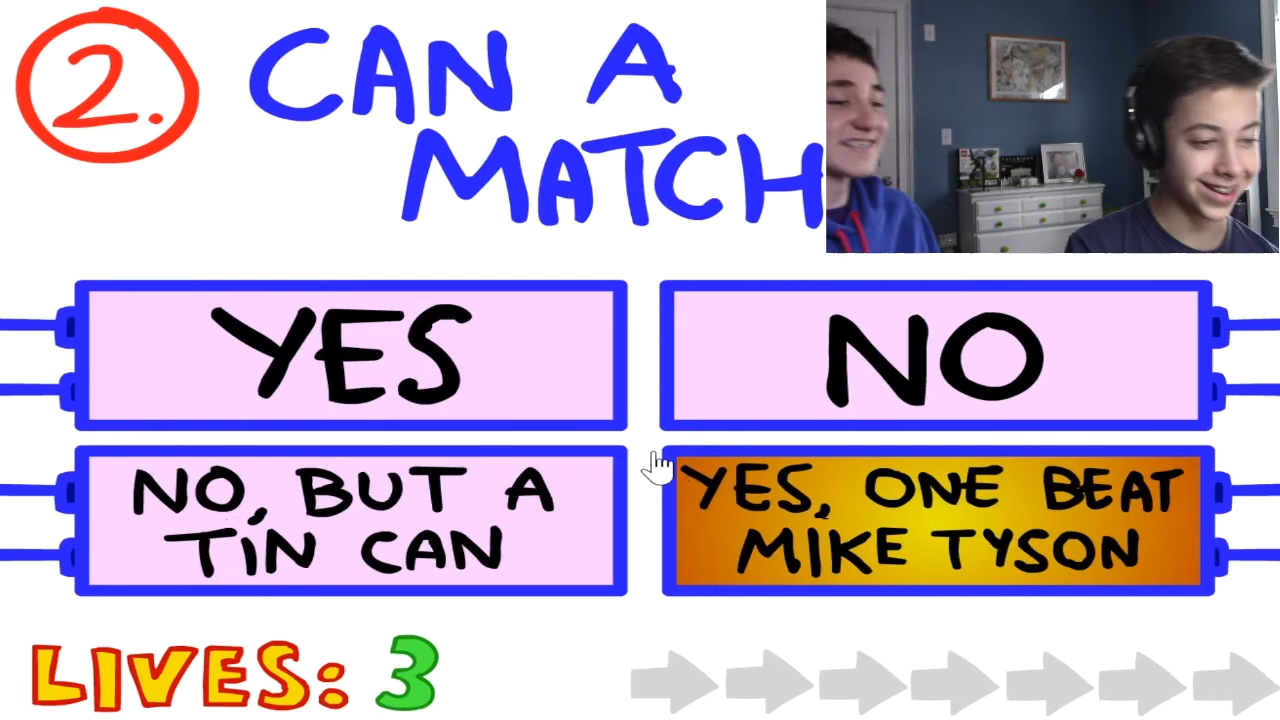 2. CAN A
MATCH
YES
NO
NO, BUT A
TIN CAN
YES, ONE BEAT
MIKE TYSON
LIVES: 3